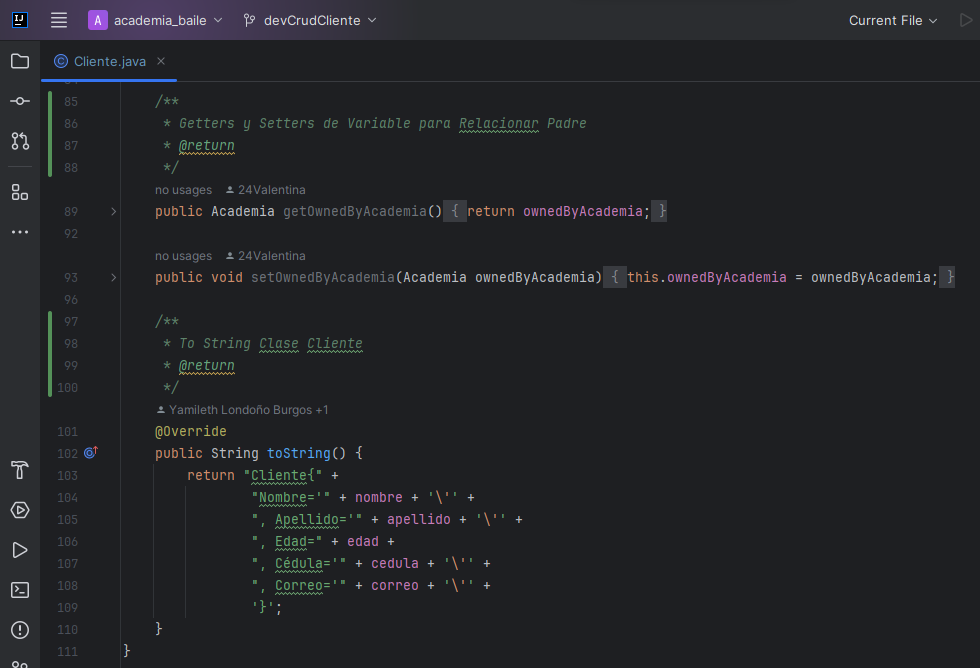 IJ A academia_baile devCrudCliente Current File
Cliente.java
85 /**
86 * Getters y Setters de Variable para Relacionar Padre
87 * @return
88 */
no usages 24Valentina
89 public Academia getOwnedByAcademia() { return ownedByAcademia; }
92
no usages 24Valentina
93 public void setOwnedByAcademia(Academia ownedByAcademia) { this.ownedByAcademia = ownedByAcademia; }
96
97 /**
98 * To String Clase Cliente
99 * @return
100 */
Yamileth Londoño Burgos +1
101 @Override
102 public String toString() {
103 return "Cliente{" +
104 "Nombre='" + nombre + '\'' +
105 ", Apellido='" + apellido + '\'' +
106 ", Edad=" + edad +
107 ", Cédula='" + cedula + '\'' +
108 ", Correo='" + correo + '\'' +
109 '}';
110 }
111 }